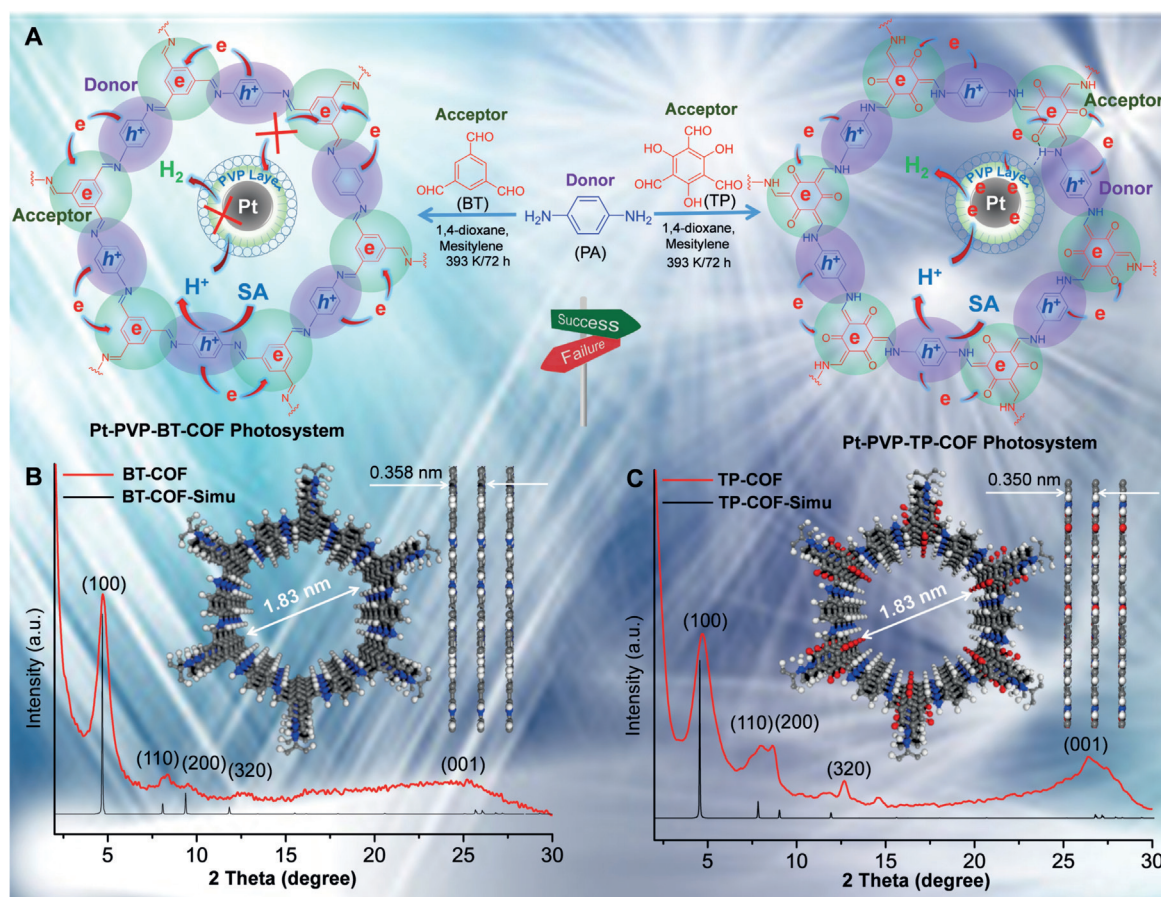 A
Donor
Acceptor
H₂
PVP Laye
Pt
H⁺
SA
e
h⁺
Pt-PVP-BT-COF Photosystem
Acceptor
CHO
CHO
CHO
(BT)
1,4-dioxane,
Mesitylene
393 K/72 h
Donor
H₂N
NH₂
(PA)
Acceptor
CHO
HO
OH
CHO
CHO
OH
(TP)
1,4-dioxane,
Mesitylene
393 K/72 h
Success
Failure
Acceptor
Donor
H₂
PVP Laye
Pt
H⁺
SA
e
h⁺
Pt-PVP-TP-COF Photosystem
B
BT-COF
BT-COF-Simu
0.358 nm
1.83 nm
(100)
(110)
(200)
(320)
(001)
Intensity (a.u.)
5 10 15 20 25 30
2 Theta (degree)
C
TP-COF
TP-COF-Simu
0.350 nm
1.83 nm
(100)
(110)
(200)
(320)
(001)
Intensity (a.u.)
5 10 15 20 25 30
2 Theta (degree)